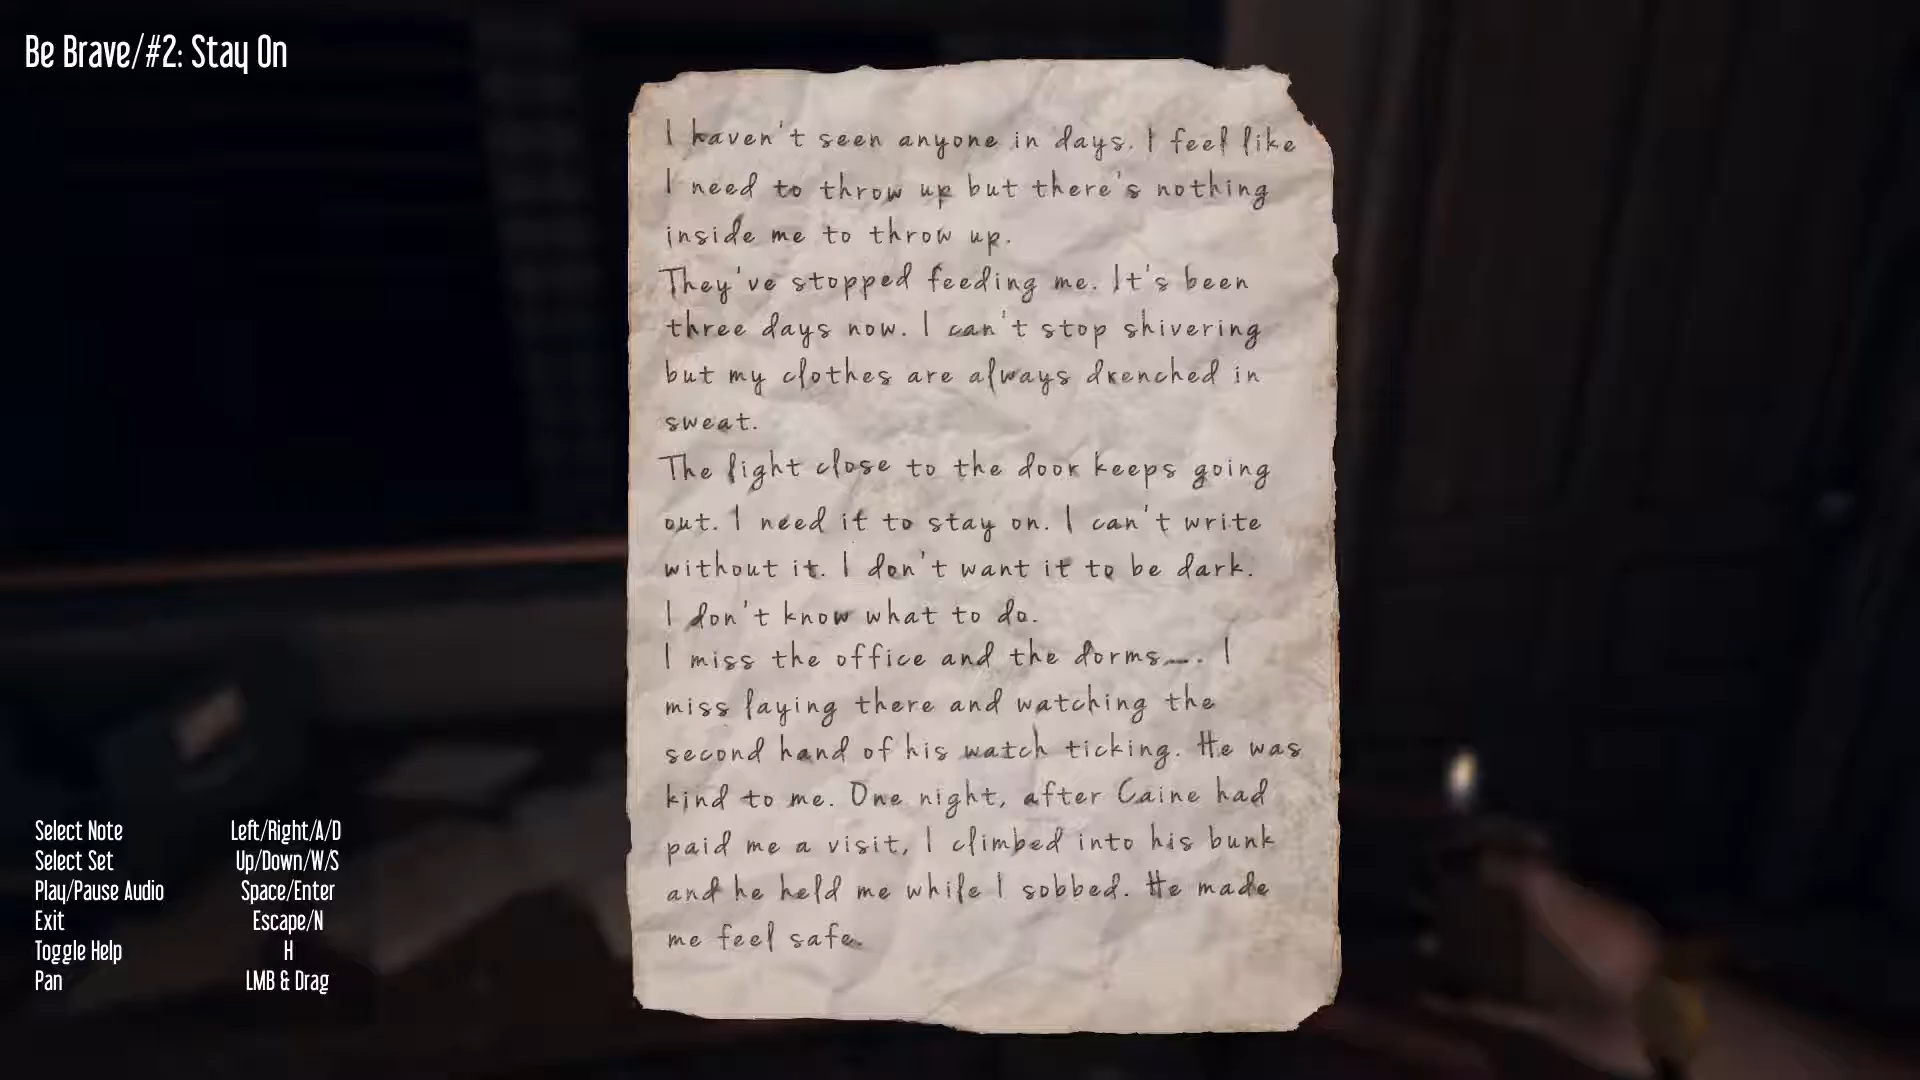 Be Brave/#2: Stay On
I haven't seen anyone in days. I feel like
I need to throw up but there's nothing
inside me to throw up.
They've stopped feeding me. It's been
three days now. I can't stop shivering
but my clothes are always drenched in
sweat.
The light close to the door keeps going
out. I need it to stay on. I can't write
without it. I don't want it to be dark.
I don't know what to do.
I miss the office and the dorms.... I
miss laying there and watching the
second hand of his watch ticking. He was
kind to me. One night, after Caine had
paid me a visit, I climbed into his bunk
and he held me while I sobbed. He made
me feel safe.
Select Note Left/Right/A/D
Select Set Up/Down/W/S
Play/Pause Audio Space/Enter
Exit Escape/N
Toggle Help H
Pan LMB & Drag